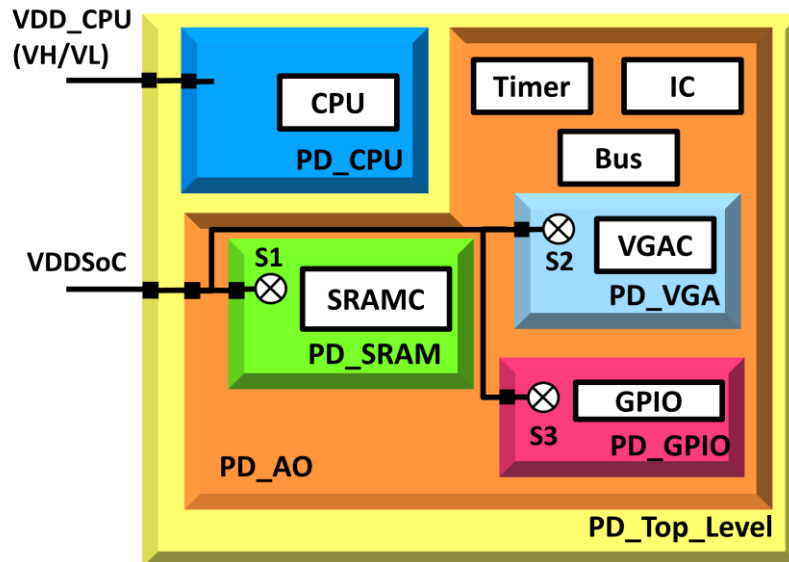 VDD_CPU
(VH/VL)
CPU
PD_CPU
Timer
IC
Bus
VDDSoC
S1
SRAMC
PD_SRAM
S2
VGAC
PD_VGA
GPIO
S3
PD_GPIO
PD_AO
PD_Top_Level